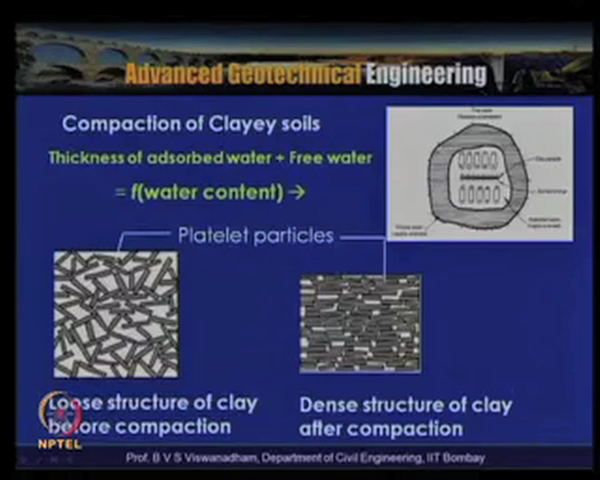 Advanced Geotechnical Engineering
Compaction of Clayey soils
Thickness of adsorbed water + Free water
= f(water content) →
Platelet particles
Loose structure of clay
before compaction
Dense structure of clay
after compaction
NPTEL
Prof. B V S Viswanadham, Department of Civil Engineering, IIT Bombay